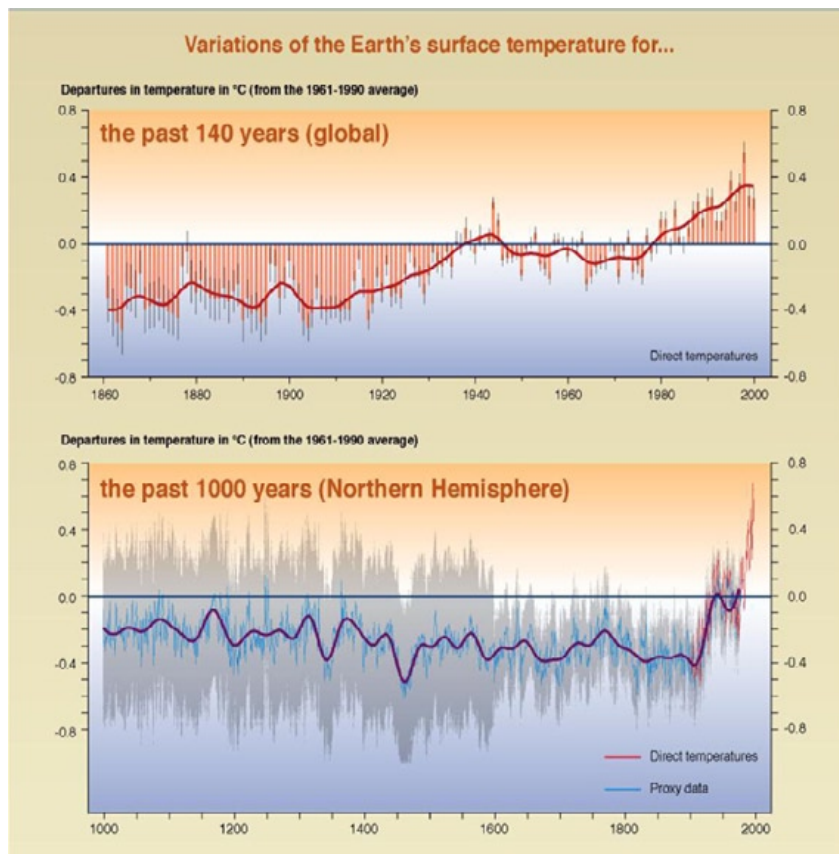 Variations of the Earth's surface temperature for...
Departures in temperature in °C (from the 1961-1990 average)
the past 140 years (global)
0.8
0.4
0.0
-0.4
-0.8
0.8
0.4
0.0
-0.4
-0.8
Direct temperatures
1860 1880 1900 1920 1940 1960 1980 2000
Departures in temperature in °C (from the 1961-1990 average)
the past 1000 years (Northern Hemisphere)
0.8
0.4
0.0
-0.4
-0.8
0.8
0.4
0.0
-0.4
-0.8
Direct temperatures
Proxy data
1000 1200 1400 1600 1800 2000